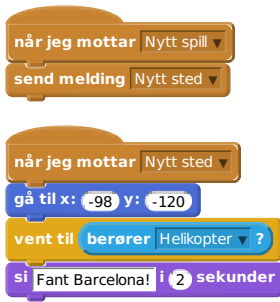 når jeg mottar Nytt spill ▼
send melding Nytt sted ▼
når jeg mottar Nytt sted ▼
gå til x: -98 y: -120
vent til berører Helikopter ▼ ?
si Fant Barcelona! i 2 sekunder